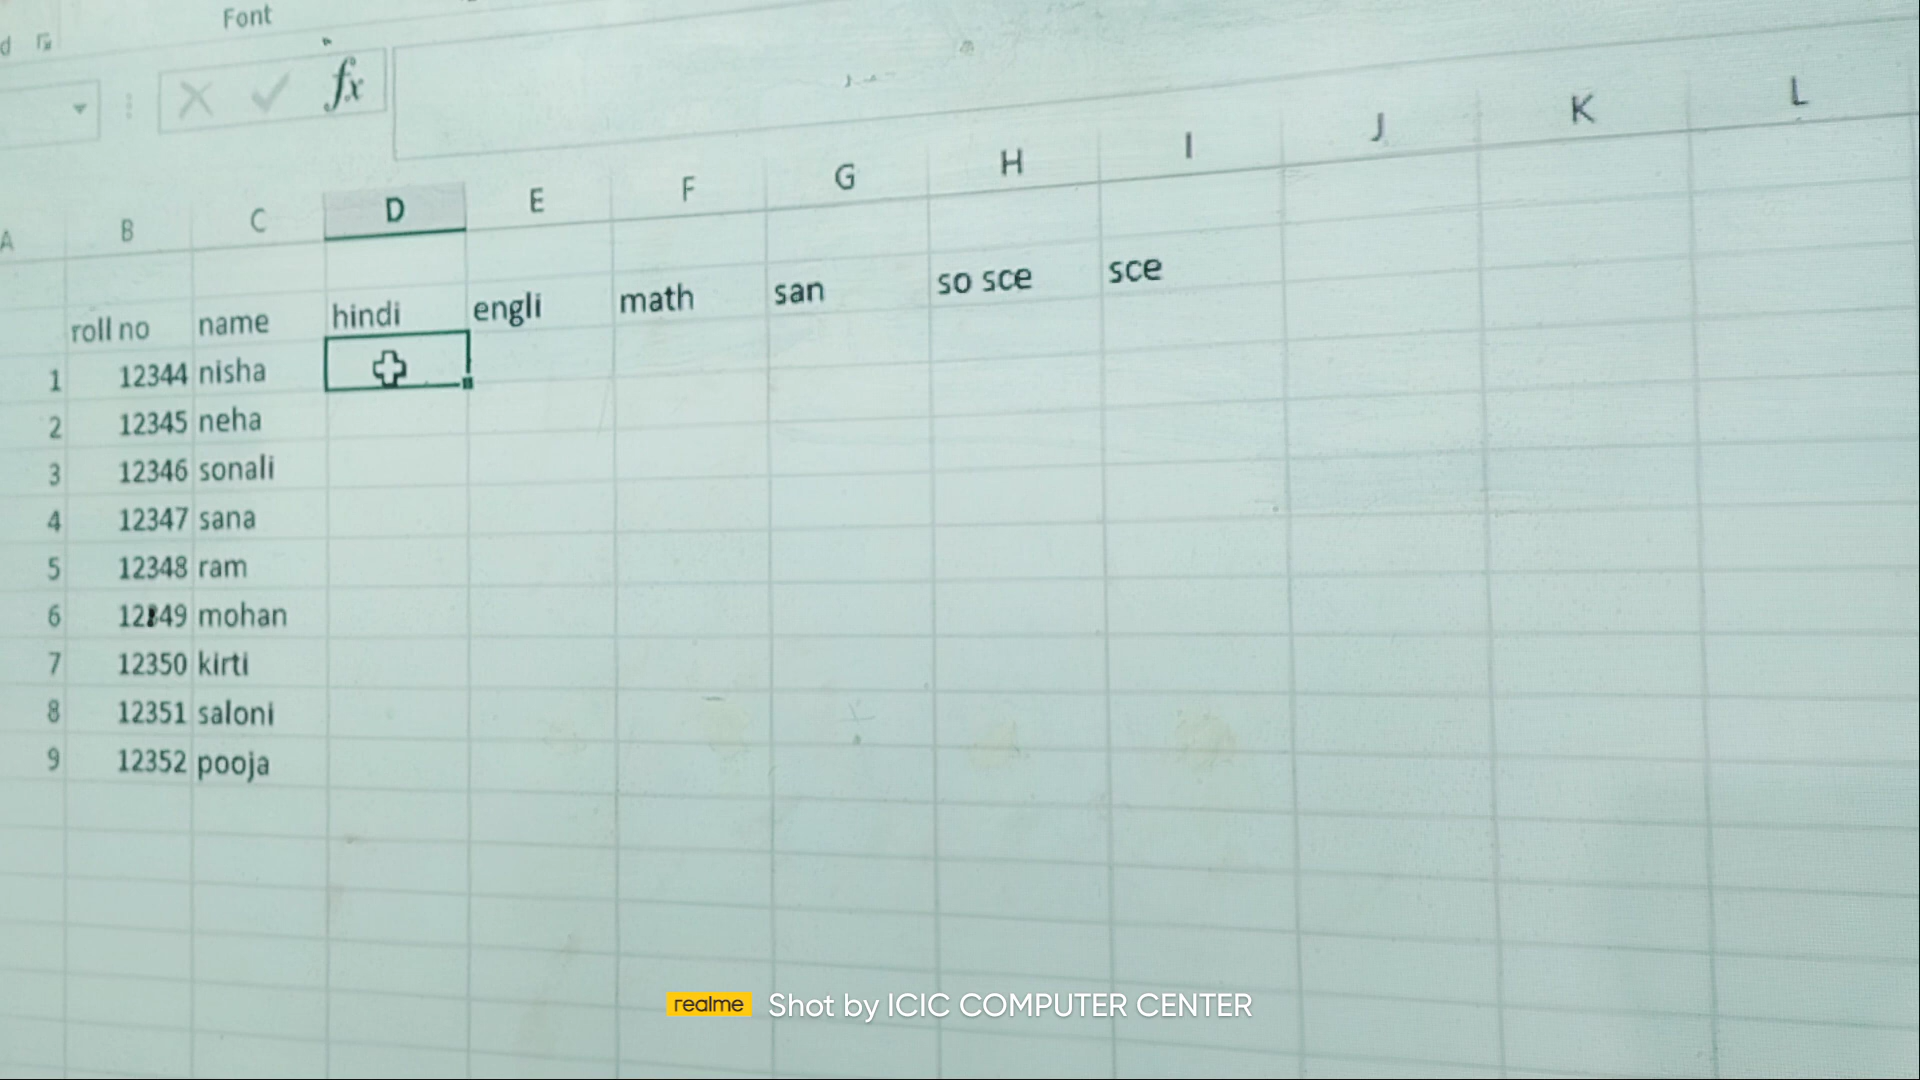 Font
d
fx
A B C D E F G H I J K L
roll no name hindi engli math san so sce sce
1 12344 nisha
2 12345 neha
3 12346 sonali
4 12347 sana
5 12348 ram
6 12349 mohan
7 12350 kirti
8 12351 saloni
9 12352 pooja
realme Shot by ICIC COMPUTER CENTER